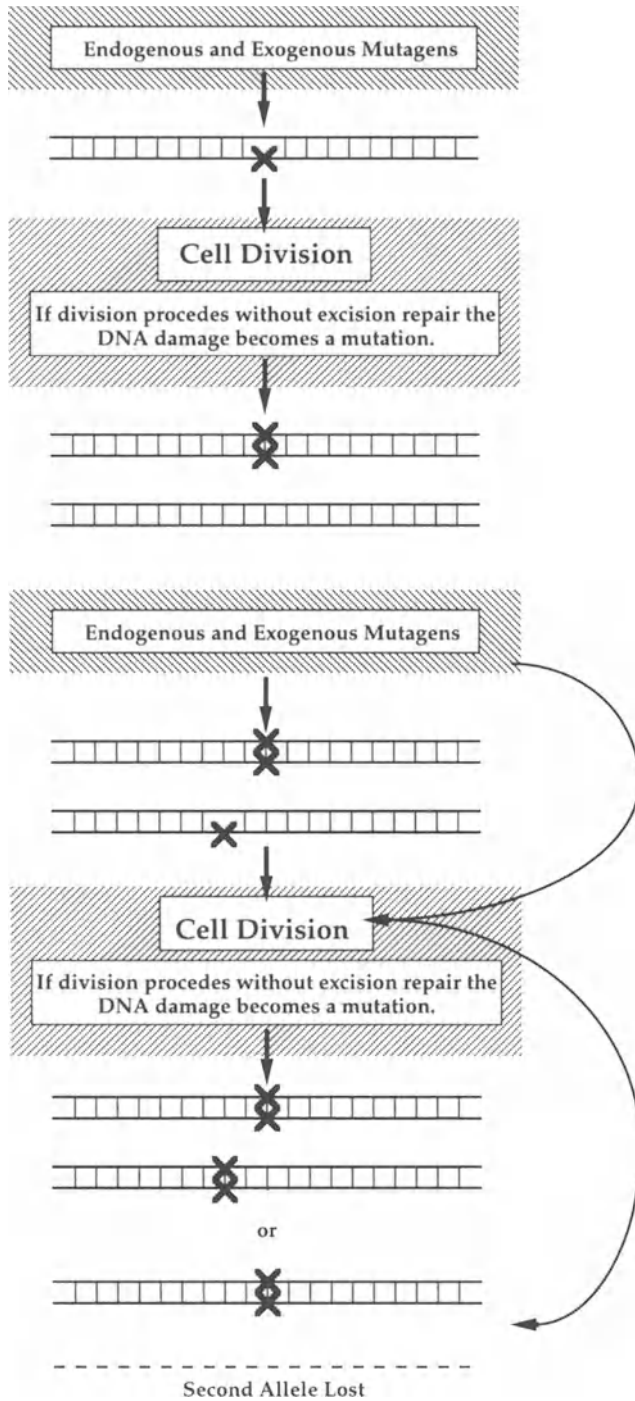 Endogenous and Exogenous Mutagens
Cell Division
If division procedes without excision repair the
DNA damage becomes a mutation.
Endogenous and Exogenous Mutagens
Cell Division
If division procedes without excision repair the
DNA damage becomes a mutation.
or
Second Allele Lost